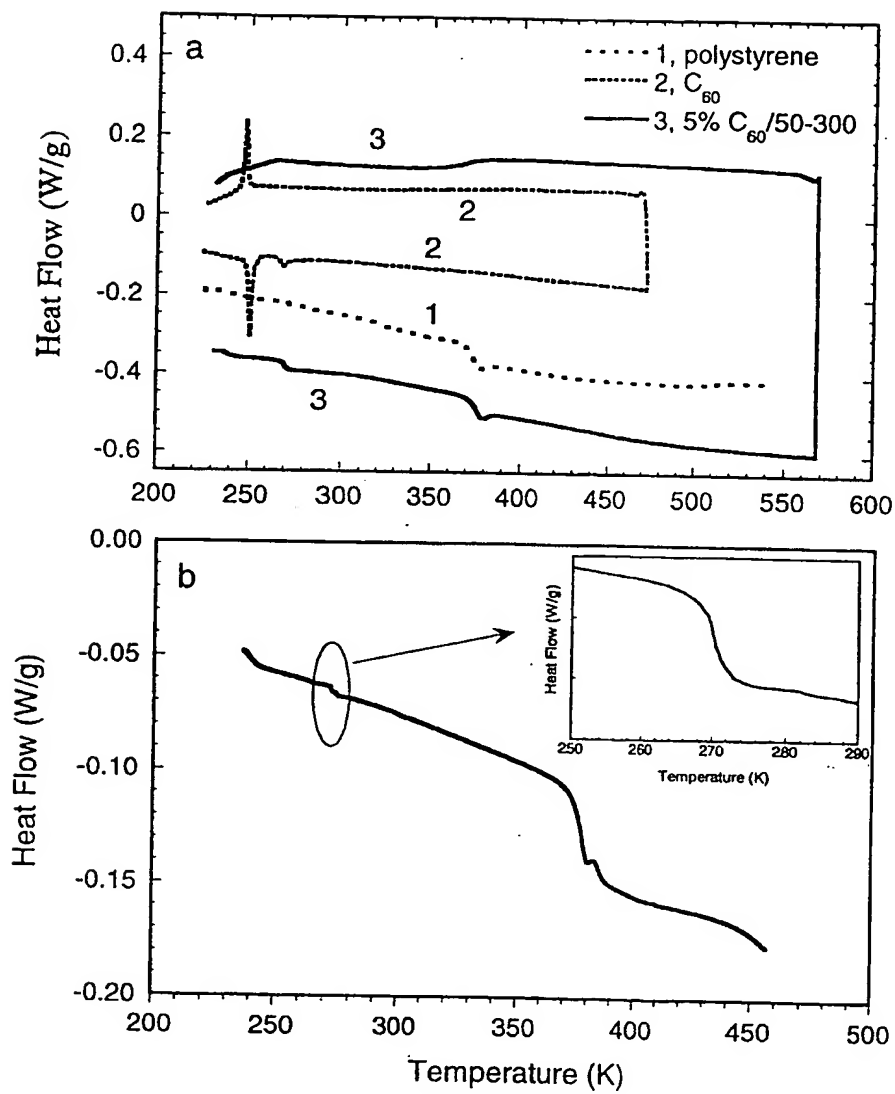 a
1, polystyrene
2, C60
3, 5% C60/50-300
0.4
0.2
0
-0.2
-0.4
-0.6
Heat Flow (W/g)
3
2
2
1
3
200 250 300 350 400 450 500 550 600
b
0.00
-0.05
-0.10
-0.15
-0.20
Heat Flow (W/g)
Heat Flow (W/g)
250 260 270 280 290
Temperature (K)
200 250 300 350 400 450 500
Temperature (K)